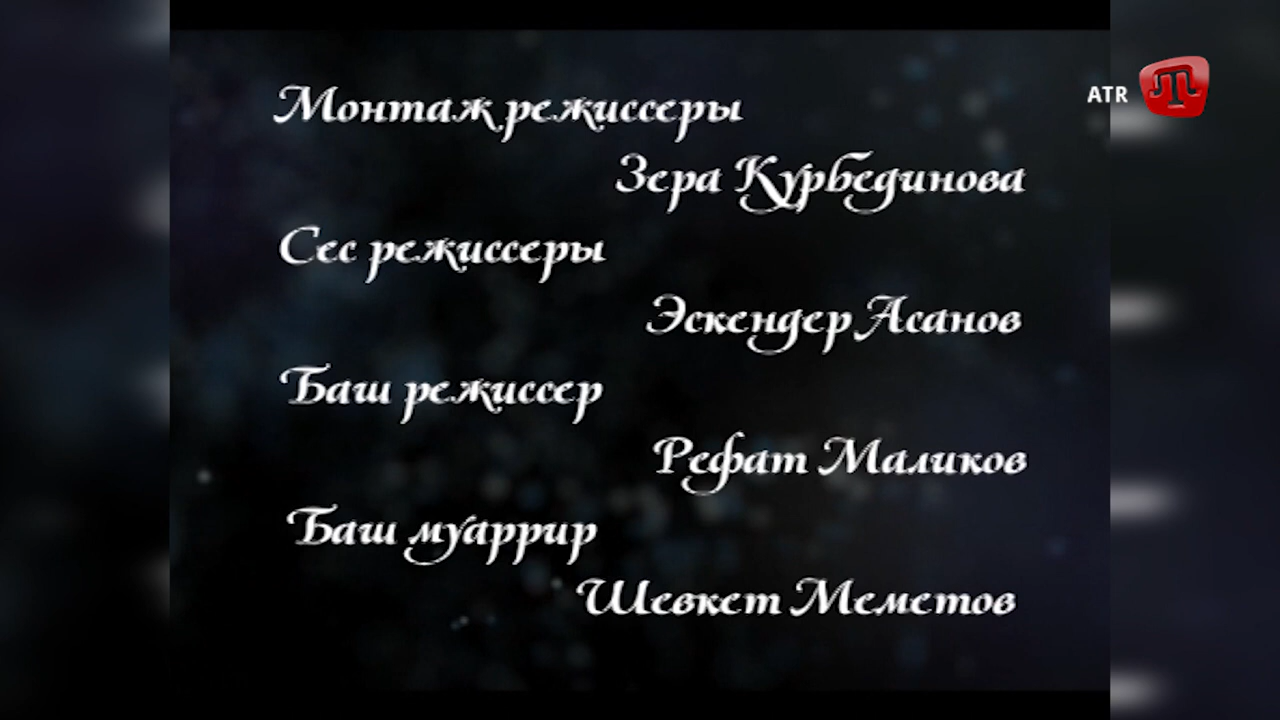 ATR
Монтаж режиссеры
Зера Курбединова
Сес режиссеры
Эскендер Асанов
Баш режиссер
Рефат Маликов
Баш муаррир
Шевкет Меметов